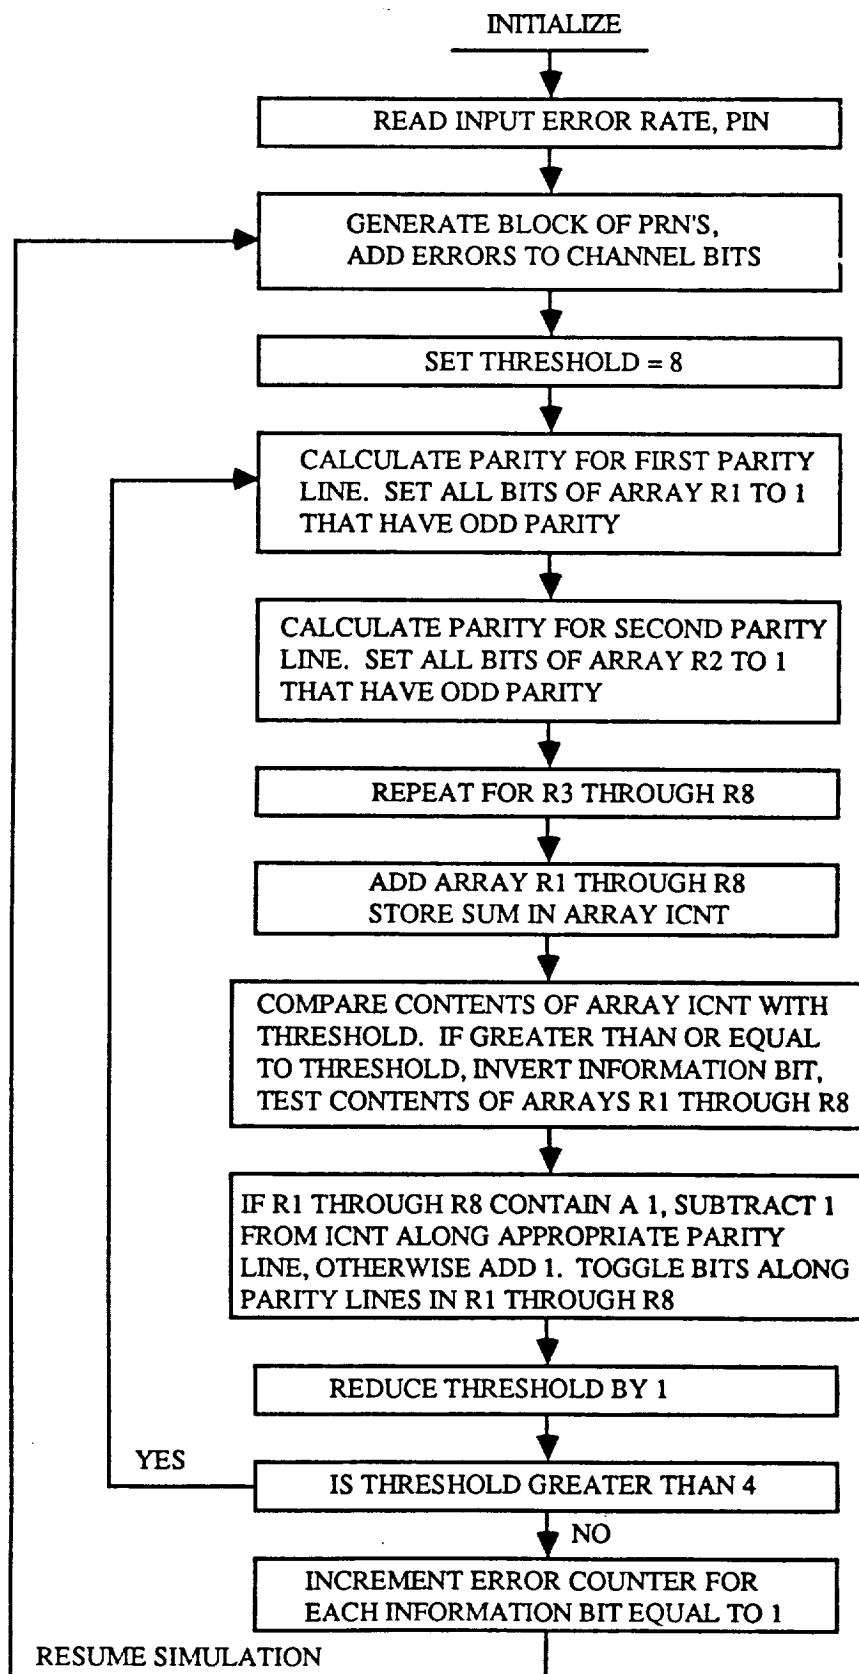 INITIALIZE
READ INPUT ERROR RATE, PIN
GENERATE BLOCK OF PRN'S,
ADD ERRORS TO CHANNEL BITS
SET THRESHOLD = 8
CALCULATE PARITY FOR FIRST PARITY
LINE. SET ALL BITS OF ARRAY R1 TO 1
THAT HAVE ODD PARITY
CALCULATE PARITY FOR SECOND PARITY
LINE. SET ALL BITS OF ARRAY R2 TO 1
THAT HAVE ODD PARITY
REPEAT FOR R3 THROUGH R8
ADD ARRAY R1 THROUGH R8
STORE SUM IN ARRAY ICNT
COMPARE CONTENTS OF ARRAY ICNT WITH
THRESHOLD. IF GREATER THAN OR EQUAL
TO THRESHOLD, INVERT INFORMATION BIT,
TEST CONTENTS OF ARRAYS R1 THROUGH R8
IF R1 THROUGH R8 CONTAIN A 1, SUBTRACT 1
FROM ICNT ALONG APPROPRIATE PARITY
LINE, OTHERWISE ADD 1. TOGGLE BITS ALONG
PARITY LINES IN R1 THROUGH R8
REDUCE THRESHOLD BY 1
YES
IS THRESHOLD GREATER THAN 4
NO
INCREMENT ERROR COUNTER FOR
EACH INFORMATION BIT EQUAL TO 1
RESUME SIMULATION